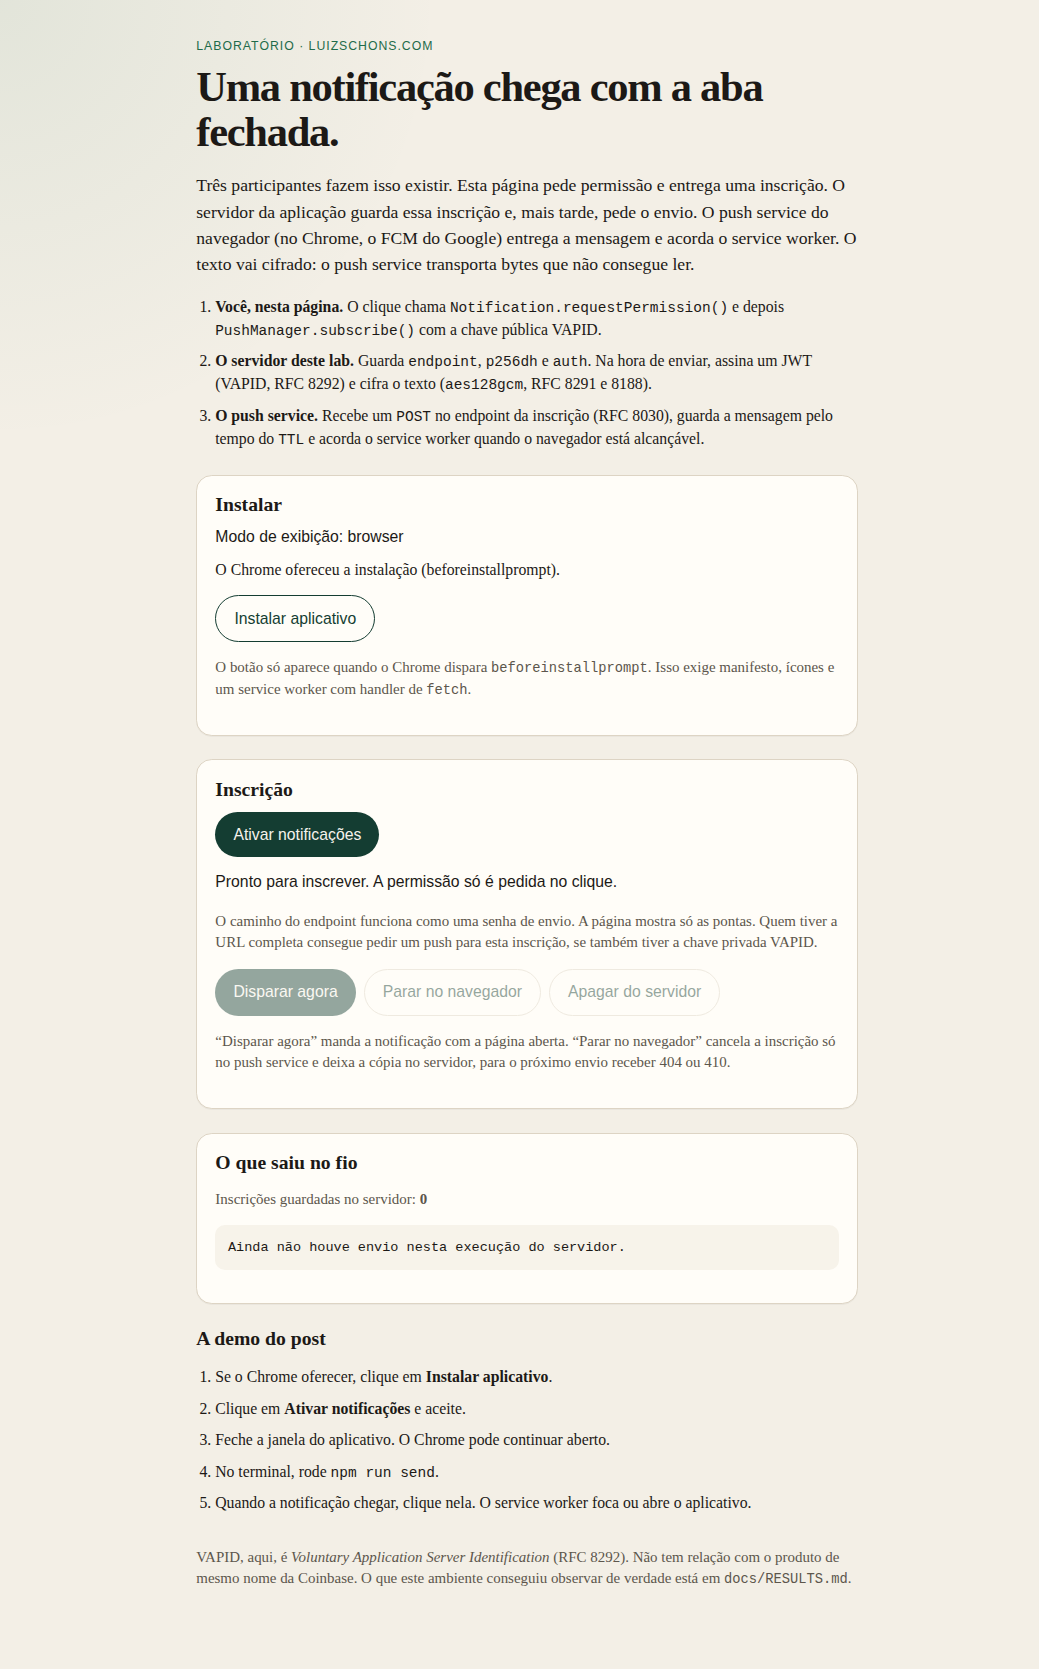 LABORATÓRIO · LUIZSCHONS.COM
Uma notificação chega com a aba
fechada.
Três participantes fazem isso existir. Esta página pede permissão e entrega uma inscrição. O
servidor da aplicação guarda essa inscrição e, mais tarde, pede o envio. O push service do
navegador (no Chrome, o FCM do Google) entrega a mensagem e acorda o service worker. O
texto vai cifrado: o push service transporta bytes que não consegue ler.
1. Você, nesta página. O clique chama Notification.requestPermission() e depois
PushManager.subscribe() com a chave pública VAPID.
2. O servidor deste lab. Guarda endpoint, p256dh e auth. Na hora de enviar, assina um JWT
(VAPID, RFC 8292) e cifra o texto (aes128gcm, RFC 8291 e 8188).
3. O push service. Recebe um POST no endpoint da inscrição (RFC 8030), guarda a mensagem pelo
tempo do TTL e acorda o service worker quando o navegador está alcançável.
Instalar
Modo de exibição: browser
O Chrome ofereceu a instalação (beforeinstallprompt).
Instalar aplicativo
O botão só aparece quando o Chrome dispara beforeinstallprompt. Isso exige manifesto, ícones e
um service worker com handler de fetch.
Inscrição
Ativar notificações
Pronto para inscrever. A permissão só é pedida no clique.
O caminho do endpoint funciona como uma senha de envio. A página mostra só as pontas. Quem tiver a
URL completa consegue pedir um push para esta inscrição, se também tiver a chave privada VAPID.
Disparar agora Parar no navegador Apagar do servidor
“Disparar agora” manda a notificação com a página aberta. “Parar no navegador” cancela a inscrição só
no push service e deixa a cópia no servidor, para o próximo envio receber 404 ou 410.
O que saiu no fio
Inscrições guardadas no servidor: 0
Ainda não houve envio nesta execução do servidor.
A demo do post
1. Se o Chrome oferecer, clique em Instalar aplicativo.
2. Clique em Ativar notificações e aceite.
3. Feche a janela do aplicativo. O Chrome pode continuar aberto.
4. No terminal, rode npm run send.
5. Quando a notificação chegar, clique nela. O service worker foca ou abre o aplicativo.
VAPID, aqui, é Voluntary Application Server Identification (RFC 8292). Não tem relação com o produto de
mesmo nome da Coinbase. O que este ambiente conseguiu observar de verdade está em docs/RESULTS.md.